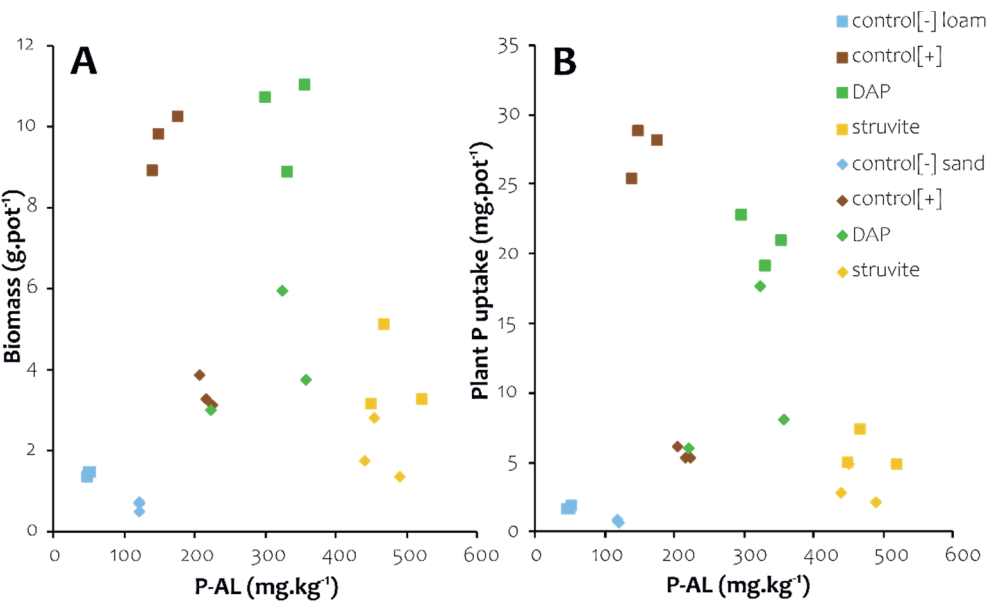 A
12
10
8
6
4
2
0
0
100
200
300
400
500
600
Biomass (g.pot⁻¹)
P-AL (mg.kg⁻¹)
B
35
30
25
20
15
10
5
0
0
100
200
300
400
500
600
Plant P uptake (mg.pot⁻¹)
P-AL (mg.kg⁻¹)
control[-] loam
control[+]
DAP
struvite
control[-] sand
control[+]
DAP
struvite